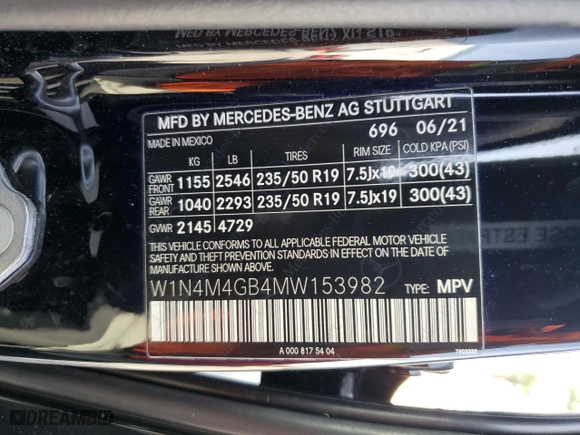 MFD BY MERCEDES-BENZ AG STUTTGART
MADE IN MEXICO 696 06/21
KG LB TIRES RIM SIZE COLD KPA (PSI)
GAWR FRONT 1155 2546 235/50 R19 7.5Jx19 300(43)
GAWR REAR 1040 2293 235/50 R19 7.5Jx19 300(43)
GVWR 2145 4729
THIS VEHICLE CONFORMS TO ALL APPLICABLE FEDERAL MOTOR VEHICLE
SAFETY AND THEFT PREVENTION STANDARDS IN EFFECT ON THE DATE
OF MANUFACTURE SHOWN ABOVE.
W1N4M4GB4MW153982 TYPE: MPV
A 000 817 54 04
DREAMBID